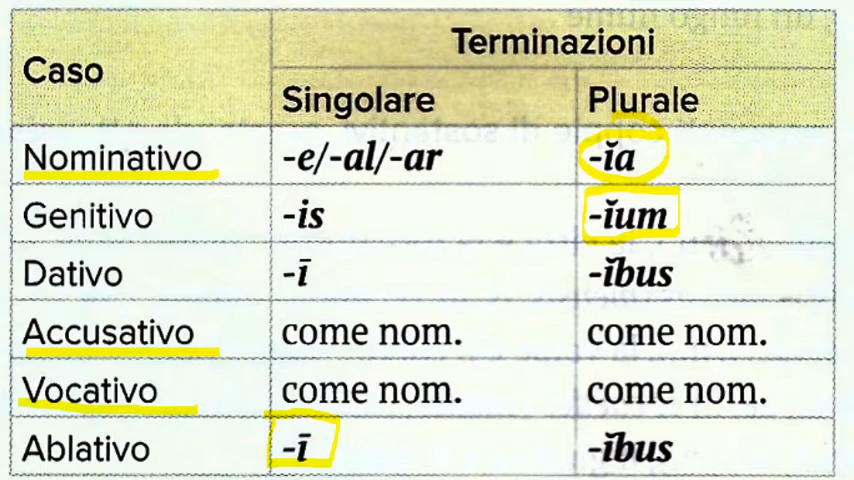 Caso Terminazioni
Singolare Plurale
Nominativo -e/-al/-ar -ĭa
Genitivo -is -ĭum
Dativo -ī -ĭbus
Accusativo come nom. come nom.
Vocativo come nom. come nom.
Ablativo -ī -ĭbus